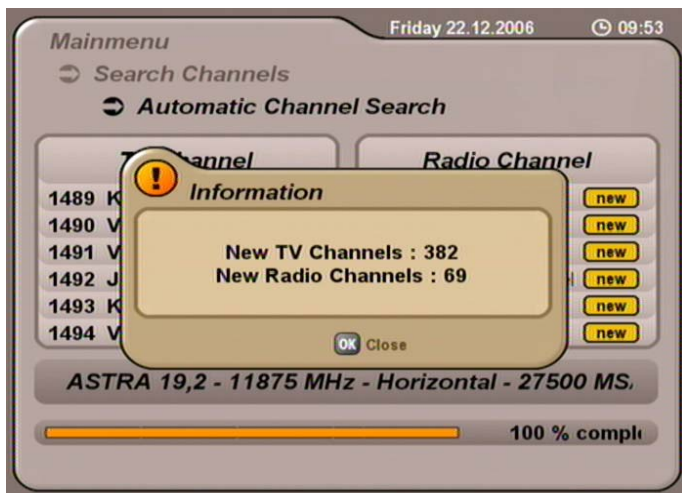 Friday 22.12.2006 09:53
Mainmenu
Search Channels
Automatic Channel Search
Radio Channel
Information
1489 K new
1490 V new
1491 V new
1492 J new
1493 K new
1494 V new
New TV Channels : 382
New Radio Channels : 69
OK Close
ASTRA 19,2 - 11875 MHz - Horizontal - 27500 MS
100 % compl